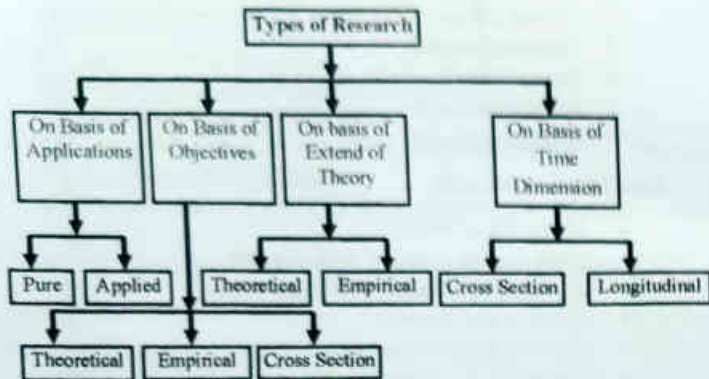 Types of Research
On Basis of
Applications
On Basis of
Objectives
On basis of
Extend of
Theory
On Basis of
Time
Dimension
Pure
Applied
Theoretical
Empirical
Cross Section
Longitudinal
Theoretical
Empirical
Cross Section